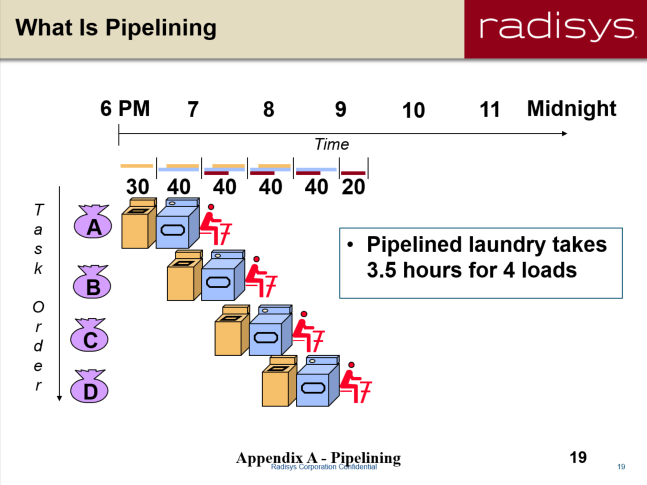 What Is Pipelining
radisys.
6 PM 7 8 9 10 11 Midnight
Time
30 40 40 40 40 20
Task Order
A
B
C
D
• Pipelined laundry takes
3.5 hours for 4 loads
Appendix A - Pipelining
Radisys Corporation Confidential
19
19